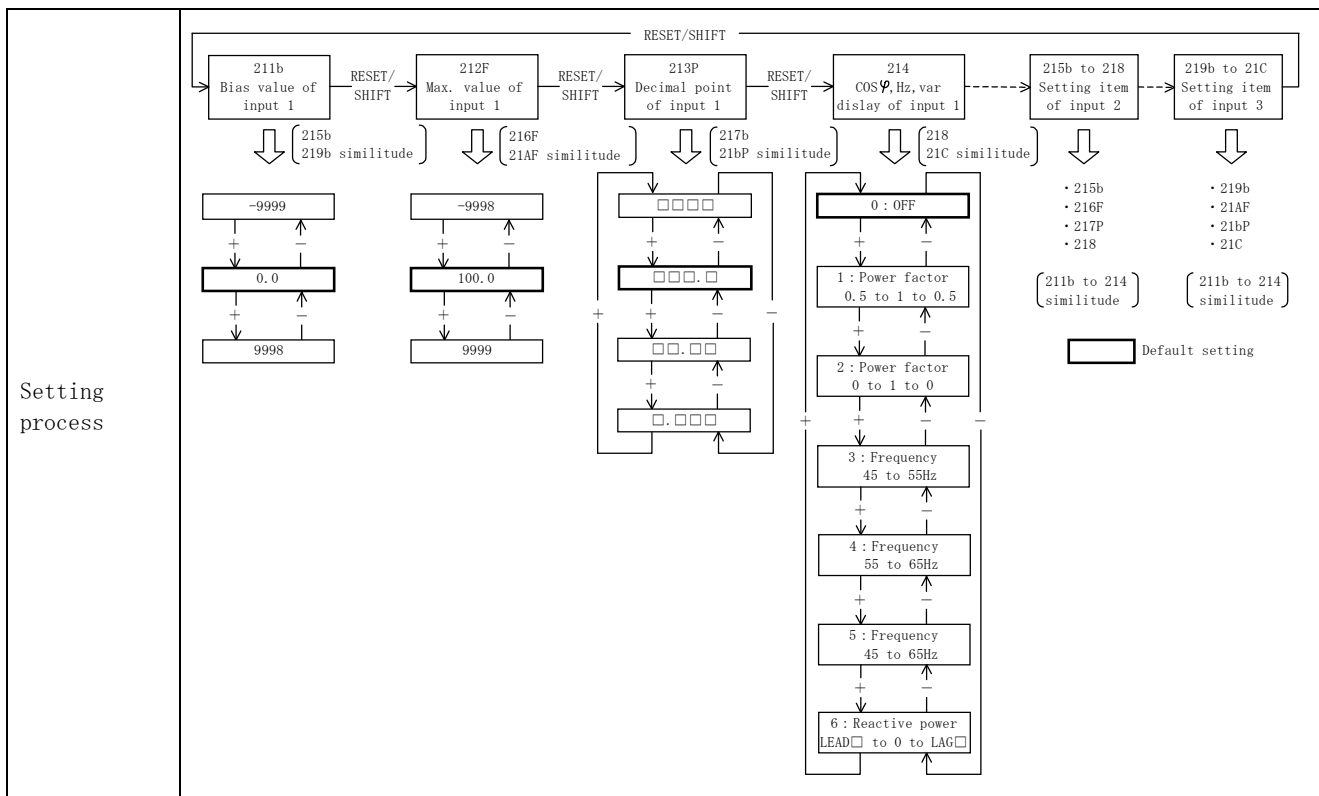 Setting
process
RESET/SHIFT
211b
Bias value of
input 1
RESET/
SHIFT
212F
Max. value of
input 1
RESET/
SHIFT
213P
Decimal point
of input 1
RESET/
SHIFT
214
COSφ,Hz,var
dislay of input 1
215b to 218
Setting item
of input 2
219b to 21C
Setting item
of input 3
215b
219b similitude
216F
21AF similitude
217b
21bP similitude
218
21C similitude
-9999
+ −
0.0
+ −
9998
-9998
+ −
100.0
+ −
9999
□□□□
+ −
□□□.□
+ + − −
□□.□□
+ −
□.□□□
0：OFF
+ −
1：Power factor
0.5 to 1 to 0.5
+ −
2：Power factor
0 to 1 to 0
+ + − −
3：Frequency
45 to 55Hz
+ −
4：Frequency
55 to 65Hz
+ −
5：Frequency
45 to 65Hz
+ −
6：Reactive power
LEAD□ to 0 to LAG□
・215b
・216F
・217P
・218
211b to 214
similitude
・219b
・21AF
・21bP
・21C
211b to 214
similitude
Default setting